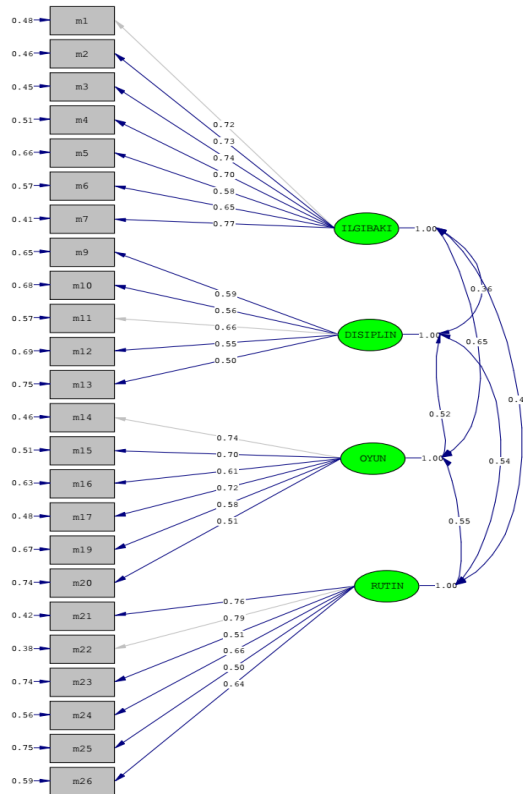 0.48 m1
0.46 m2
0.45 m3
0.51 m4
0.66 m5
0.57 m6
0.41 m7
0.65 m9
0.68 m10
0.57 m11
0.69 m12
0.75 m13
0.46 m14
0.51 m15
0.63 m16
0.48 m17
0.67 m19
0.74 m20
0.42 m21
0.38 m22
0.74 m23
0.56 m24
0.75 m25
0.59 m26
0.72
0.73
0.74
0.70
0.58
0.65
0.77
ILGIBAKI 1.00
0.59
0.56
0.66
0.55
0.50
DISIPLIN 1.00
0.74
0.70
0.61
0.72
0.58
0.51
OYUN 1.00
0.76
0.79
0.51
0.66
0.50
0.64
RUTIN 1.00
0.36
0.65
0.4
0.52
0.54
0.55